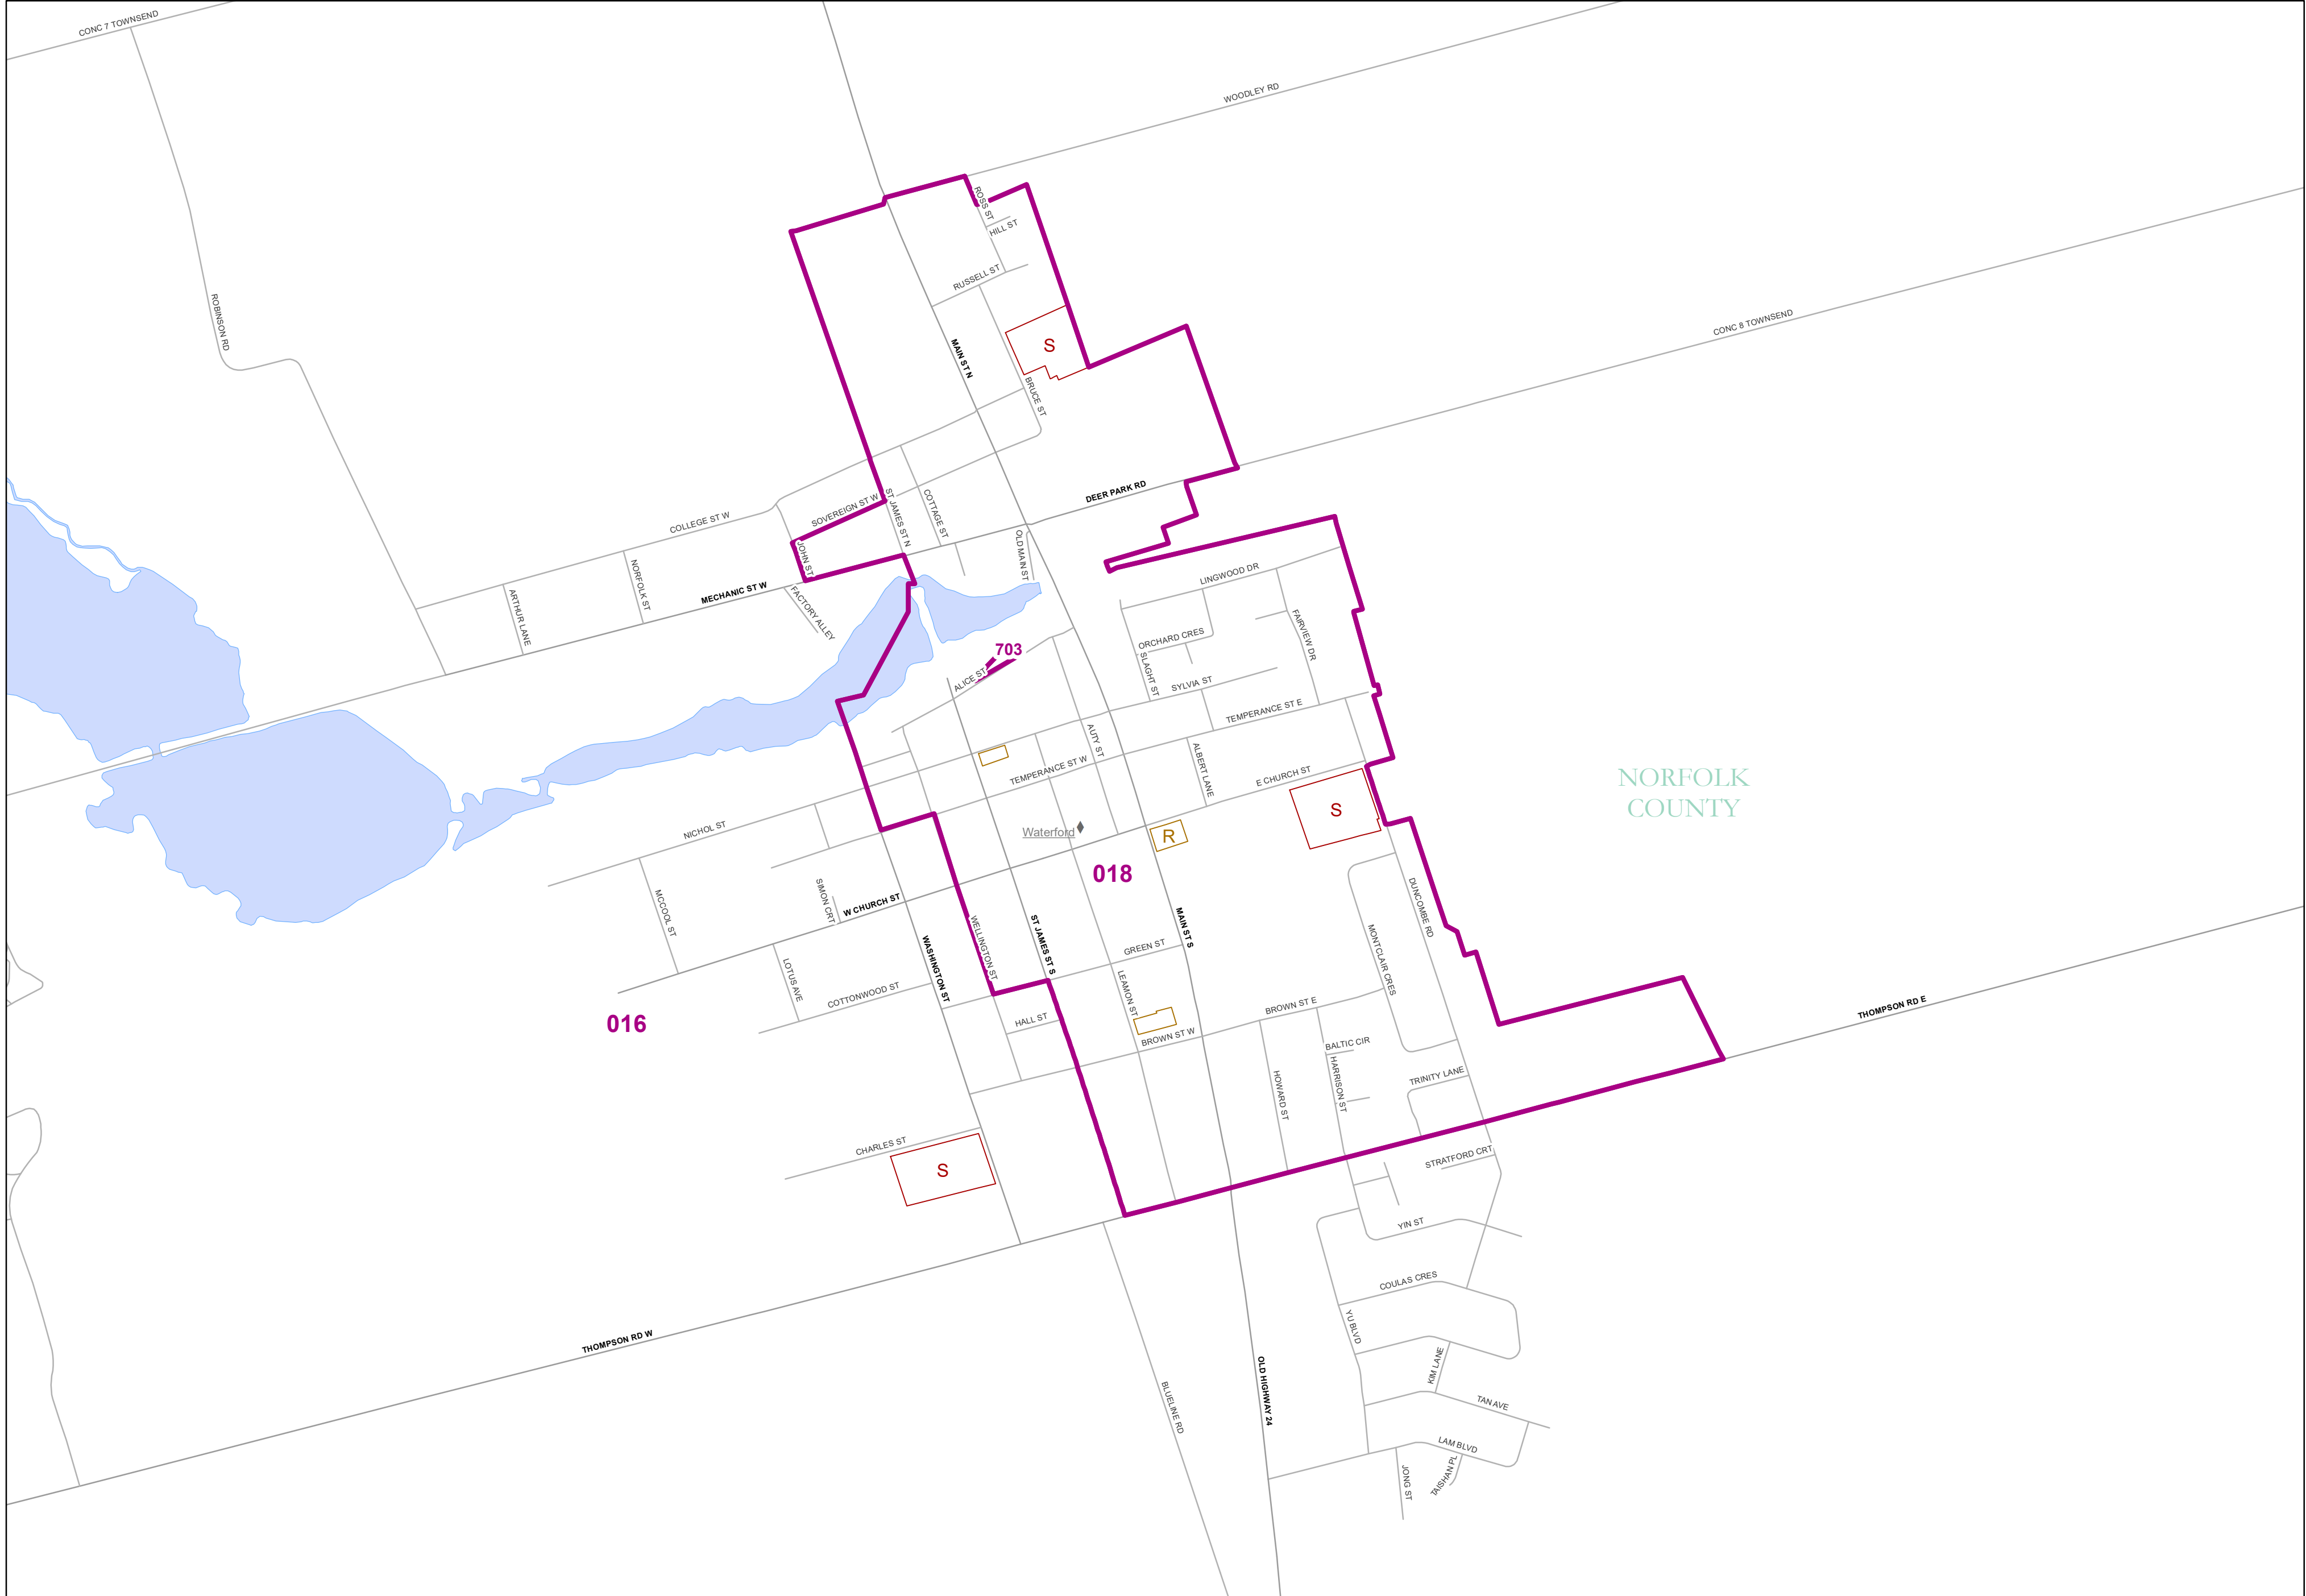 CONC 7 TOWNSEND
WOODLEY RD
ROSS ST
HILL ST
RUSSELL ST
ROBINSON RD
CONC 8 TOWNSEND
MAIN ST N
S
BRUCE ST
DEER PARK RD
SOVEREIGN ST W
ST JAMES ST N
COTTAGE ST
COLLEGE ST W
JOHN ST
OLD MAIN ST
NORFOLK ST
ARTHUR LANE
MECHANIC ST W
FACTORY ALLEY
LINGWOOD DR
FAIRVIEW DR
ORCHARD CRES
SLAGHT ST
703
ALICE ST
SYLVIA ST
TEMPERANCE ST E
AUTY ST
ALBERT LANE
TEMPERANCE ST W
E CHURCH ST
NORFOLK
COUNTY
S
NICHOL ST
Waterford
R
018
MCCOOL ST
SIMON CRT
W CHURCH ST
WELLINGTON ST
WASHINGTON ST
ST JAMES ST S
MAIN ST S
GREEN ST
DUNCOMBE RD
MONTCLAIR CRES
LOTUS AVE
COTTONWOOD ST
LEAMON ST
HALL ST
BROWN ST E
BROWN ST W
016
THOMPSON RD E
BALTIC CIR
HARRISON ST
HOWARD ST
TRINITY LANE
CHARLES ST
S
STRATFORD CRT
YIN ST
COULAS CRES
YU BLVD
THOMPSON RD W
KIM LANE
BLUELINE RD
OLD HIGHWAY 24
TAN AVE
LAM BLVD
JONG ST
TAISHAN PL